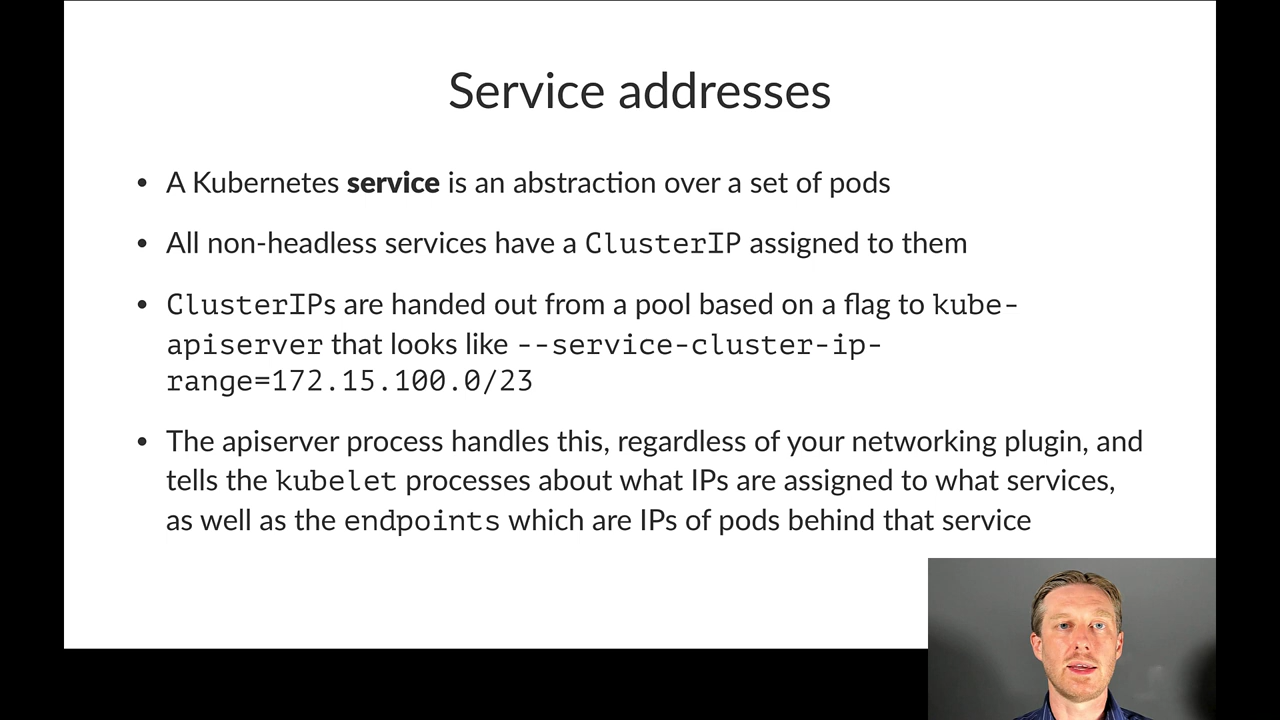 Service addresses
• A Kubernetes service is an abstraction over a set of pods
• All non-headless services have a ClusterIP assigned to them
• ClusterIPs are handed out from a pool based on a flag to kube-
apiserver that looks like --service-cluster-ip-
range=172.15.100.0/23
• The apiserver process handles this, regardless of your networking plugin, and
tells the kubelet processes about what IPs are assigned to what services,
as well as the endpoints which are IPs of pods behind that service